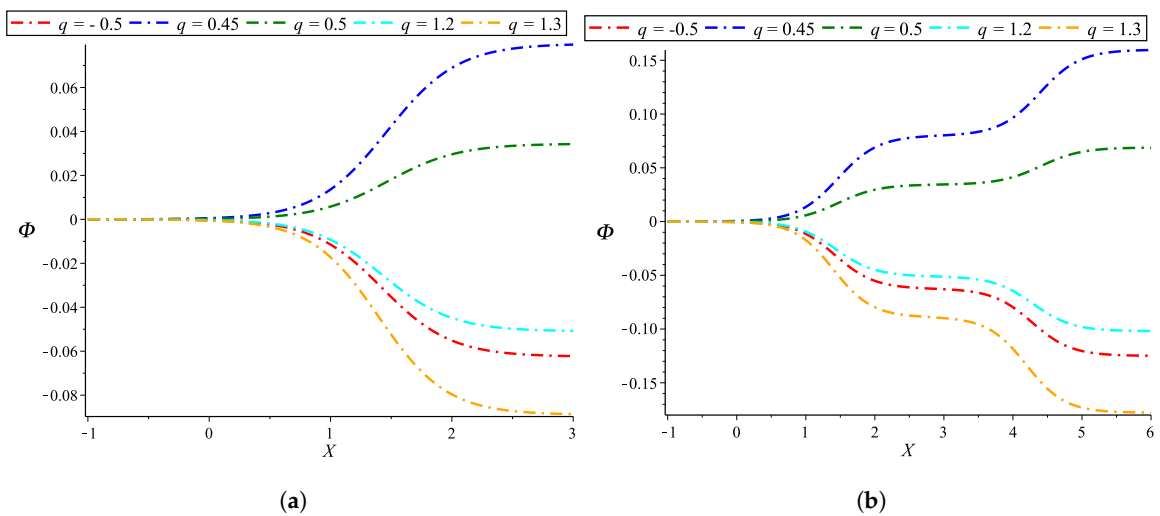 q = - 0.5 q = 0.45 q = 0.5 q = 1.2 q = 1.3
0.06
0.04
0.02
0
-0.02
-0.04
-0.06
-0.08
Φ
-1 0 1 2 3
X
(a)
q = -0.5 q = 0.45 q = 0.5 q = 1.2 q = 1.3
0.15
0.10
0.05
0
-0.05
-0.10
-0.15
Φ
-1 0 1 2 3 4 5 6
X
(b)